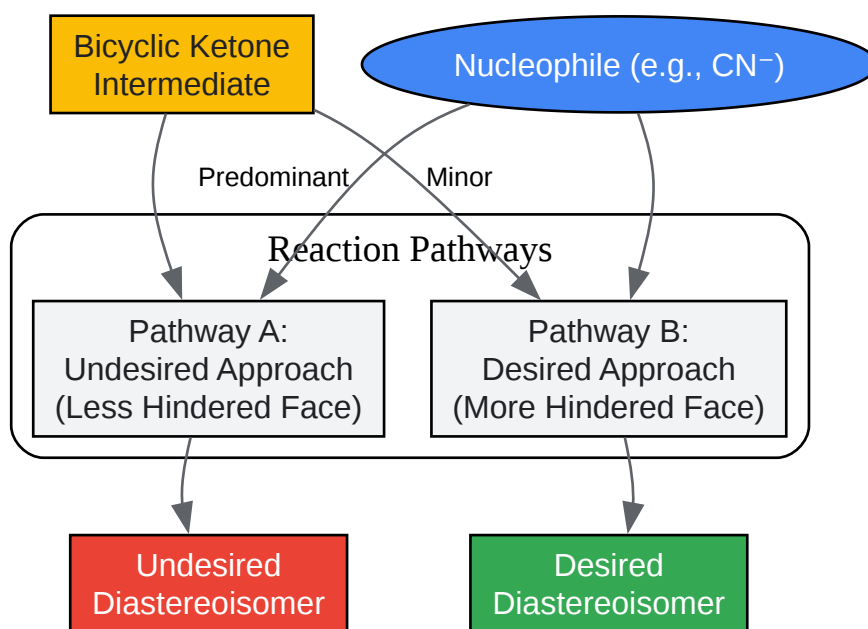 Bicyclic Ketone
Intermediate
Nucleophile (e.g., CN⁻)
Predominant
Minor
Reaction Pathways
Pathway A:
Undesired Approach
(Less Hindered Face)
Pathway B:
Desired Approach
(More Hindered Face)
Undesired
Diastereoisomer
Desired
Diastereoisomer